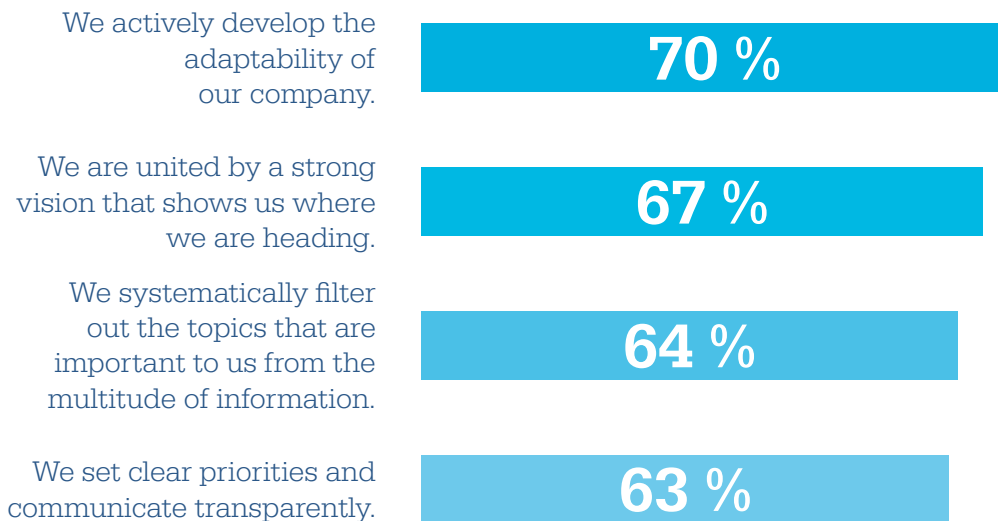 We actively develop the
adaptability of
our company.
70 %
We are united by a strong
vision that shows us where
we are heading.
67 %
We systematically filter
out the topics that are
important to us from the
multitude of information.
64 %
We set clear priorities and
communicate transparently.
63 %